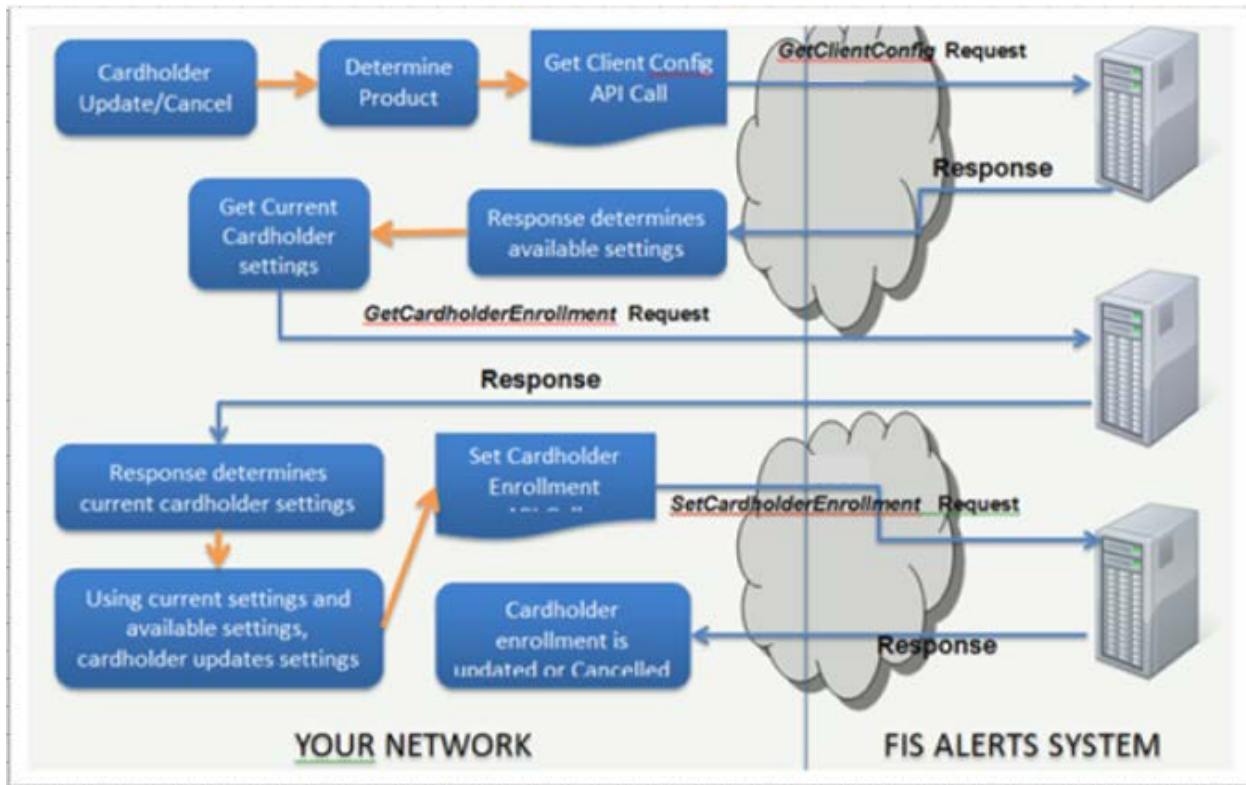 Cardholder
Update/Cancel
Determine
Product
Get Client Config
API Call
GetClientConfig Request
Response
Get Current
Cardholder
settings
Response determines
available settings
GetCardholderEnrollment Request
Response
Response determines
current cardholder settings
Set Cardholder
Enrollment
API Call
SetCardholderEnrollment Request
Using current settings and
available settings,
cardholder updates settings
Cardholder
enrollment is
updated or Cancelled
Response
YOUR NETWORK
FIS ALERTS SYSTEM